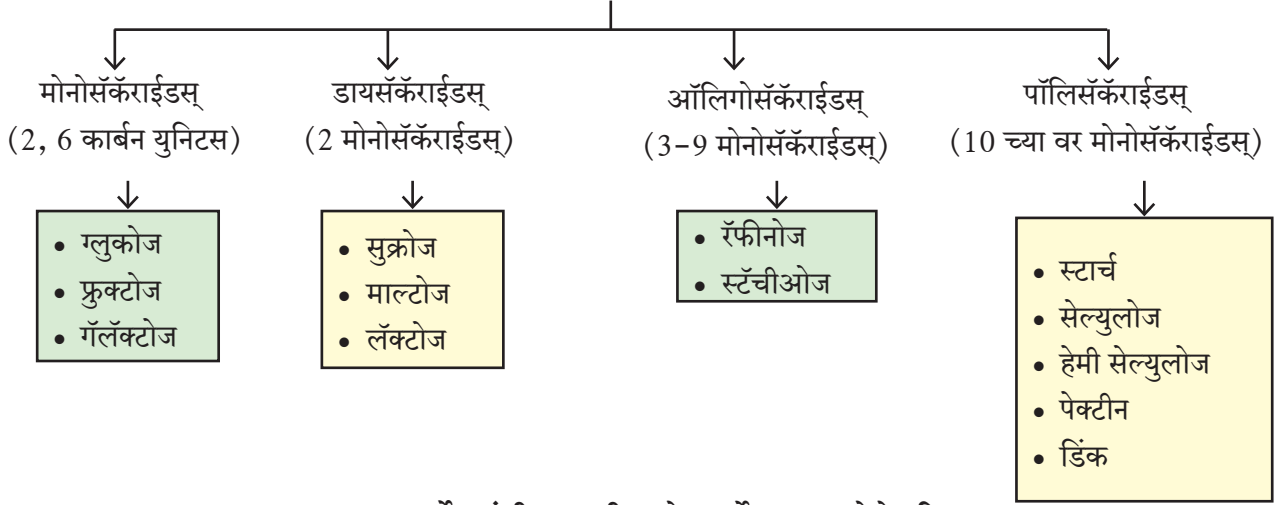 मोनोसॅकॅराईडस्
(2, 6 कार्बन युनिटस)
• ग्लुकोज
• फ्रुक्टोज
• गॅलॅक्टोज
डायसॅकॅराईडस्
(2 मोनोसॅकॅराईडस्)
• सुक्रोज
• माल्टोज
• लॅक्टोज
ऑलिगोसॅकॅराईडस्
(3-9 मोनोसॅकॅराईडस्)
• रॅफीनोज
• स्टॅचीओज
पॉलिसॅकॅराईडस्
(10 च्या वर मोनोसॅकॅराईडस्)
• स्टार्च
• सेल्युलोज
• हेमी सेल्युलोज
• पेक्टीन
• डिंक